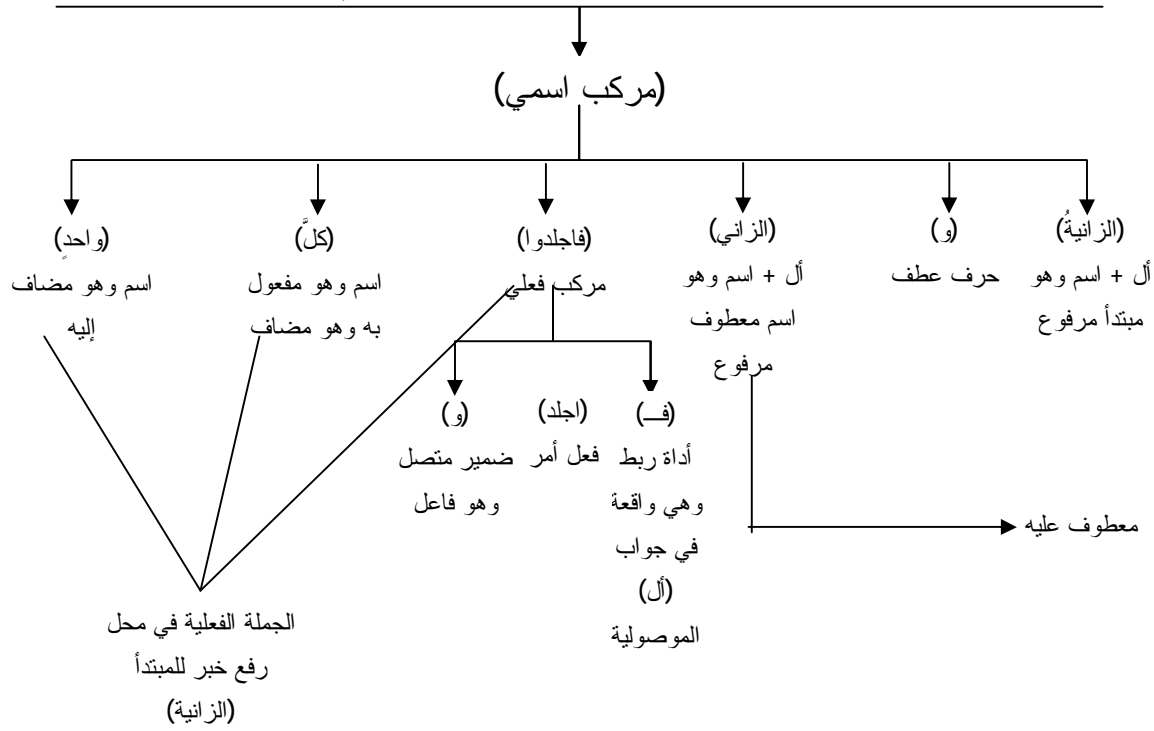 (مركب اسمي)
(الزانيةُ)
أل + اسم وهو
مبتدأ مرفوع
(و)
حرف عطف
(الزاني)
أل + اسم وهو
اسم معطوف
مرفوع
(فاجلدوا)
مركب فعلي
(كلَّ)
اسم وهو مفعول
به وهو مضاف
(واحدٍ)
اسم وهو مضاف
إليه
(فـــ)
أداة ربط
وهي واقعة
في جواب
(أل)
الموصولية
(اجلد)
فعل أمر
(و)
ضمير متصل
وهو فاعل
معطوف عليه
الجملة الفعلية في محل
رفع خبر للمبتدأ
(الزانية)